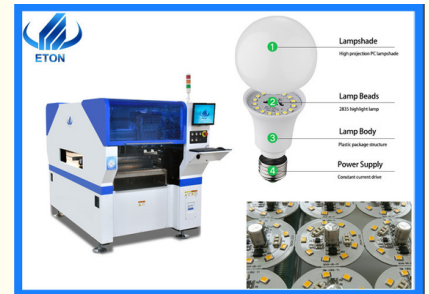 ETON
1
Lampshade
High projection PC lampshade
2
Lamp Beads
2835 highlight lamp
3
Lamp Body
Plastic package structure
4
Power Supply
Constant current drive